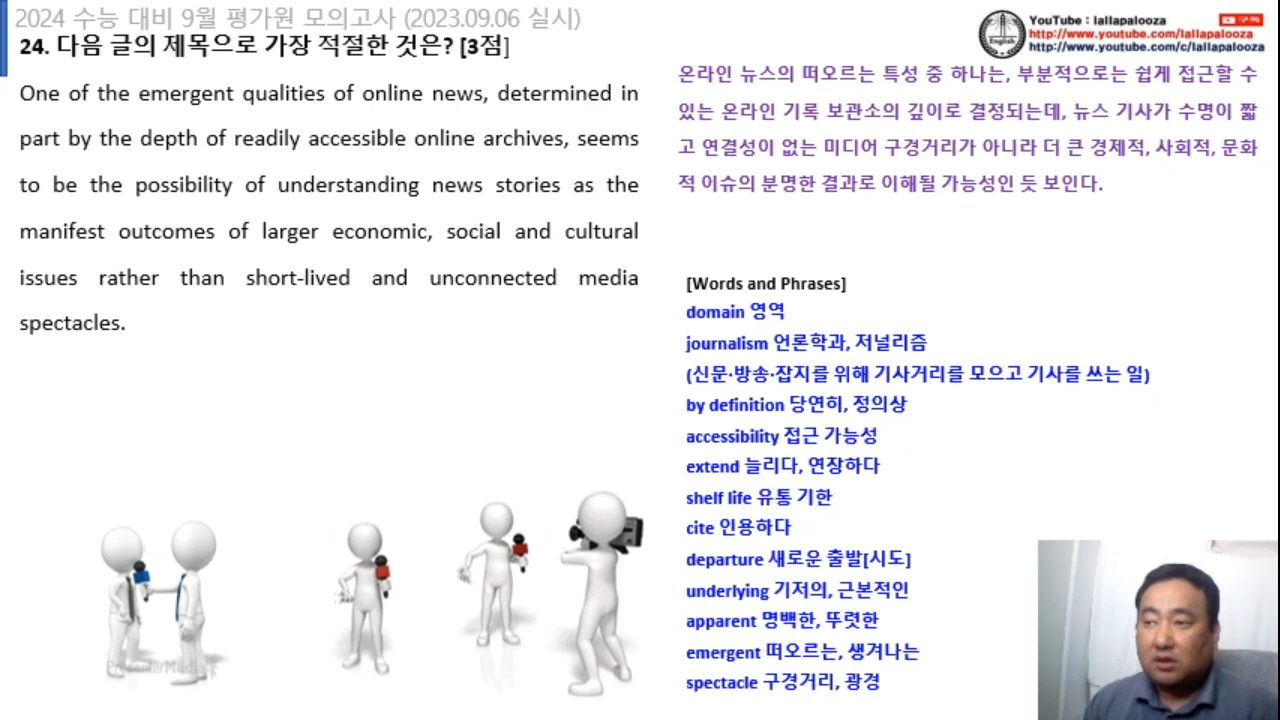 2024 수능 대비 9월 평가원 모의고사 (2023.09.06 실시)
24. 다음 글의 제목으로 가장 적절한 것은? [3점]
One of the emergent qualities of online news, determined in
part by the depth of readily accessible online archives, seems
to be the possibility of understanding news stories as the
manifest outcomes of larger economic, social and cultural
issues rather than short-lived and unconnected media
spectacles.
YouTube : lallapalooza
구독
http://www.youtube.com/lallapalooza
http://www.youtube.com/c/lallapalooza
English
온라인 뉴스의 떠오르는 특성 중 하나는, 부분적으로는 쉽게 접근할 수
있는 온라인 기록 보관소의 깊이로 결정되는데, 뉴스 기사가 수명이 짧
고 연결성이 없는 미디어 구경거리가 아니라 더 큰 경제적, 사회적, 문화
적 이슈의 분명한 결과로 이해될 가능성인 듯 보인다.
[Words and Phrases]
domain 영역
journalism 언론학과, 저널리즘
(신문·방송·잡지를 위해 기사거리를 모으고 기사를 쓰는 일)
by definition 당연히, 정의상
accessibility 접근 가능성
extend 늘리다, 연장하다
shelf life 유통 기한
cite 인용하다
departure 새로운 출발[시도]
underlying 기저의, 근본적인
apparent 명백한, 뚜렷한
emergent 떠오르는, 생겨나는
spectacle 구경거리, 광경